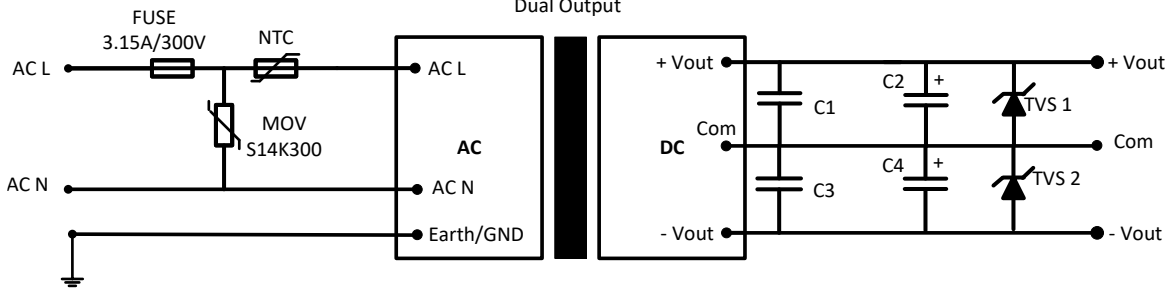 Dual Output
FUSE
3.15A/300V
NTC
AC L
AC L
+ Vout
C1
C2
+
TVS 1
+ Vout
MOV
S14K300
AC
DC
Com
Com
AC N
AC N
C3
C4
+
TVS 2
Earth/GND
- Vout
- Vout